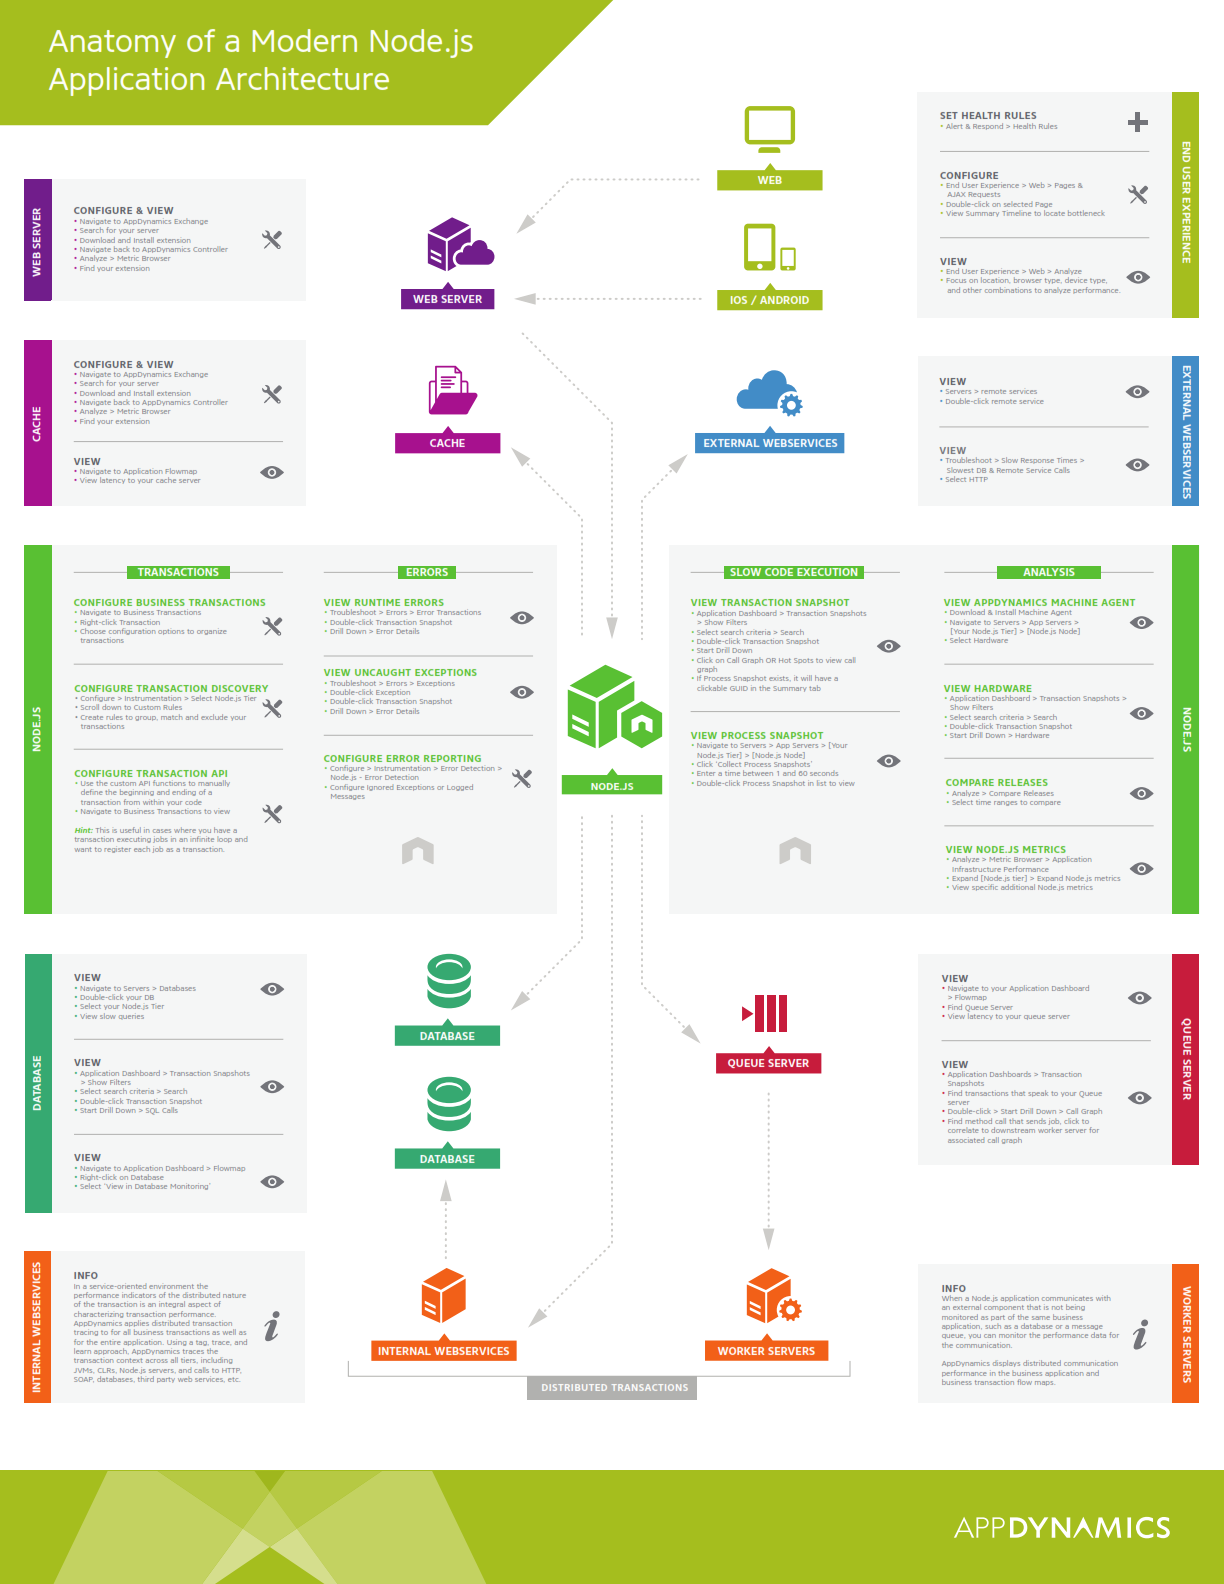 Anatomy of a Modern Node.js
Application Architecture
WEB SERVER
CONFIGURE & VIEW
• Navigate to AppDynamics Exchange
• Search for your server
• Download and Install extension
• Navigate back to AppDynamics Controller
• Analyze > Metric Browser
• Find your extension
CACHE
CONFIGURE & VIEW
• Navigate to AppDynamics Exchange
• Search for your server
• Download and Install extension
• Navigate back to AppDynamics Controller
• Analyze > Metric Browser
• Find your extension
VIEW
• Navigate to Application Flowmap
• View latency to your cache server
WEB
WEB SERVER
IOS / ANDROID
CACHE
EXTERNAL WEBSERVICES
SET HEALTH RULES
• Alert & Respond > Health Rules
CONFIGURE
• End User Experience > Web > Pages &
AJAX Requests
• Double-click on selected Page
• View Summary Timeline to locate bottleneck
VIEW
• End User Experience > Web > Analyze
• Focus on location, browser type, device type,
and other combinations to analyze performance.
END USER EXPERIENCE
VIEW
• Servers > remote services
• Double-click remote service
VIEW
• Troubleshoot > Slow Response Times >
Slowest DB & Remote Service Calls
• Select HTTP
EXTERNAL WEBSERVICES
NODE.JS
TRANSACTIONS
CONFIGURE BUSINESS TRANSACTIONS
• Navigate to Business Transactions
• Right-click Transaction
• Choose configuration options to organize
transactions
CONFIGURE TRANSACTION DISCOVERY
• Configure > Instrumentation > Select Node.js Tier
• Scroll down to Custom Rules
• Create rules to group, match and exclude your
transactions
CONFIGURE TRANSACTION API
• Use the custom API functions to manually
define the beginning and ending of a
transaction from within your code
• Navigate to Business Transactions to view
Hint: This is useful in cases where you have a
transaction executing jobs in an infinite loop and
want to register each job as a transaction.
ERRORS
VIEW RUNTIME ERRORS
• Troubleshoot > Errors > Error Transactions
• Double-click Transaction Snapshot
• Drill Down > Error Details
VIEW UNCAUGHT EXCEPTIONS
• Troubleshoot > Errors > Exceptions
• Double-click Exception
• Double-click Transaction Snapshot
• Drill Down > Error Details
CONFIGURE ERROR REPORTING
• Configure > Instrumentation > Error Detection >
Node.js - Error Detection
• Configure Ignored Exceptions or Logged
Messages
NODE.JS
SLOW CODE EXECUTION
VIEW TRANSACTION SNAPSHOT
• Application Dashboard > Transaction Snapshots
> Show Filters
• Select search criteria > Search
• Double-click Transaction Snapshot
• Start Drill Down
• Click on Call Graph OR Hot Spots to view call
graph
• If Process Snapshot exists, it will have a
clickable GUID in the Summary tab
VIEW PROCESS SNAPSHOT
• Navigate to Servers > App Servers > [Your
Node.js Tier] > [Node.js Node]
• Click 'Collect Process Snapshots'
• Enter a time between 1 and 60 seconds
• Double-click Process Snapshot in list to view
ANALYSIS
VIEW APPDYNAMICS MACHINE AGENT
• Download & Install Machine Agent
• Navigate to Servers > App Servers >
[Your Node.js Tier] > [Node.js Node]
• Select Hardware
VIEW HARDWARE
• Application Dashboard > Transaction Snapshots >
Show Filters
• Select search criteria > Search
• Double-click Transaction Snapshot
• Start Drill Down > Hardware
COMPARE RELEASES
• Analyze > Compare Releases
• Select time ranges to compare
VIEW NODE.JS METRICS
• Analyze > Metric Browser > Application
Infrastructure Performance
• Expand [Node.js tier] > Expand Node.js metrics
• View specific additional Node.js metrics
NODE.JS
DATABASE
VIEW
• Navigate to Servers > Databases
• Double-click your DB
• Select your Node.js Tier
• View slow queries
VIEW
• Application Dashboard > Transaction Snapshots
> Show Filters
• Select search criteria > Search
• Double-click Transaction Snapshot
• Start Drill Down > SQL Calls
VIEW
• Navigate to Application Dashboard > Flowmap
• Right-click on Database
• Select 'View in Database Monitoring'
DATABASE
DATABASE
QUEUE SERVER
VIEW
• Navigate to your Application Dashboard
> Flowmap
• Find Queue Server
• View latency to your queue server
VIEW
• Application Dashboards > Transaction
Snapshots
• Find transactions that speak to your Queue
server
• Double-click > Start Drill Down > Call Graph
• Find method call that sends job, click to
correlate to downstream worker server for
associated call graph
QUEUE SERVER
INTERNAL WEBSERVICES
INFO
In a service-oriented environment the
performance indicators of the distributed nature
of the transaction is an integral aspect of
characterizing transaction performance.
AppDynamics applies distributed transaction
tracing to for all business transactions as well as
for the entire application. Using a tag, trace, and
learn approach, AppDynamics traces the
transaction context across all tiers, including
JVMs, CLRs, Node.js servers, and calls to HTTP,
SOAP, databases, third party web services, etc.
INTERNAL WEBSERVICES
WORKER SERVERS
DISTRIBUTED TRANSACTIONS
INFO
When a Node.js application communicates with
an external component that is not being
monitored as part of the same business
application, such as a database or a message
queue, you can monitor the performance data for
the communication.
AppDynamics displays distributed communication
performance in the business application and
business transaction flow maps.
WORKER SERVERS
APPDYNAMICS